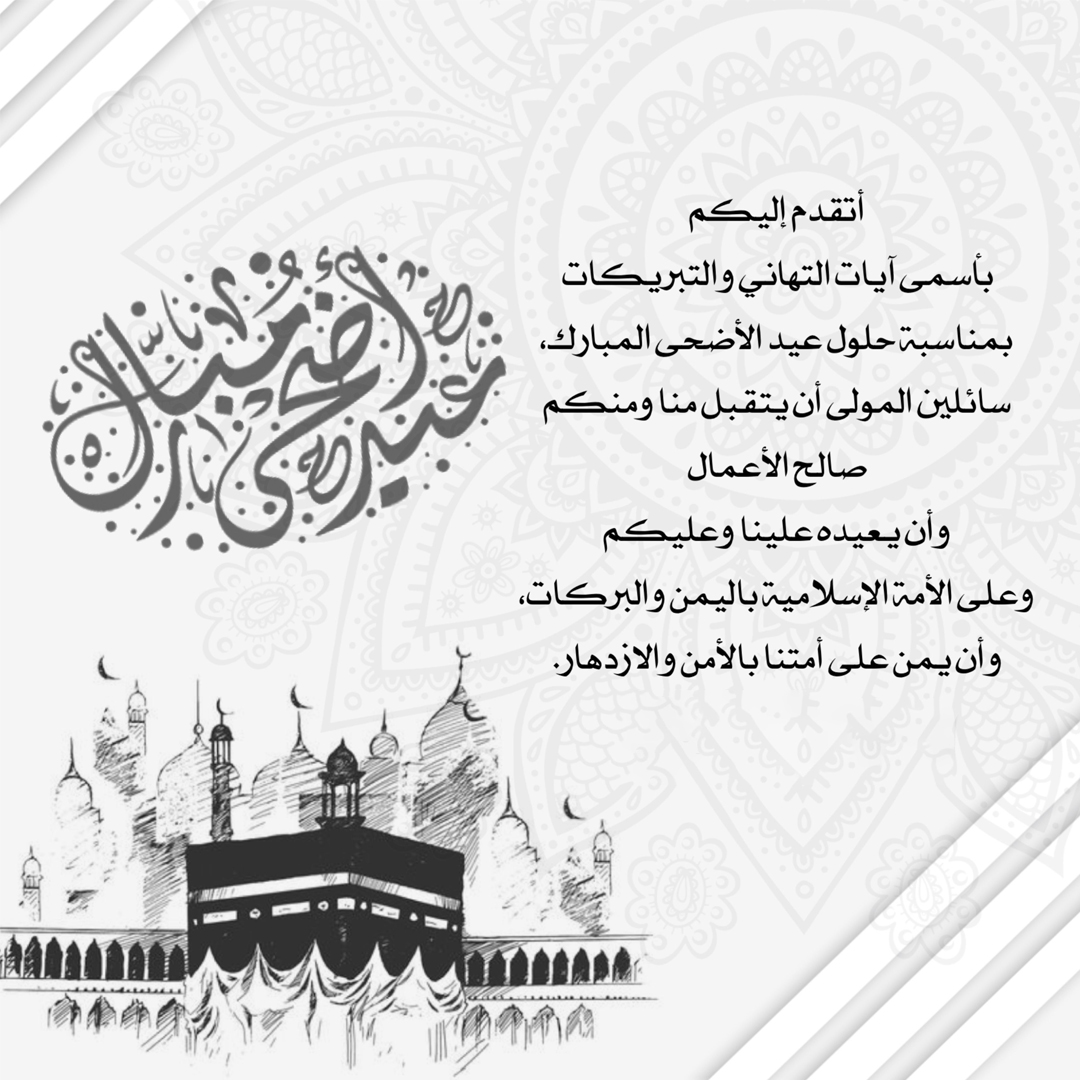 عيد أضحى مُبارك
أتقدم إليكم
بأسمى آيات التهاني والتبريكات
بمناسبة حلول عيد الأضحى المبارك،
سائلين المولى أن يتقبل منا ومنكم
صالح الأعمال
وأن يعيده علينا وعليكم
وعلى الأمة الإسلامية باليمن والبركات،
وأن يمن على أمتنا بالأمن والازدهار.